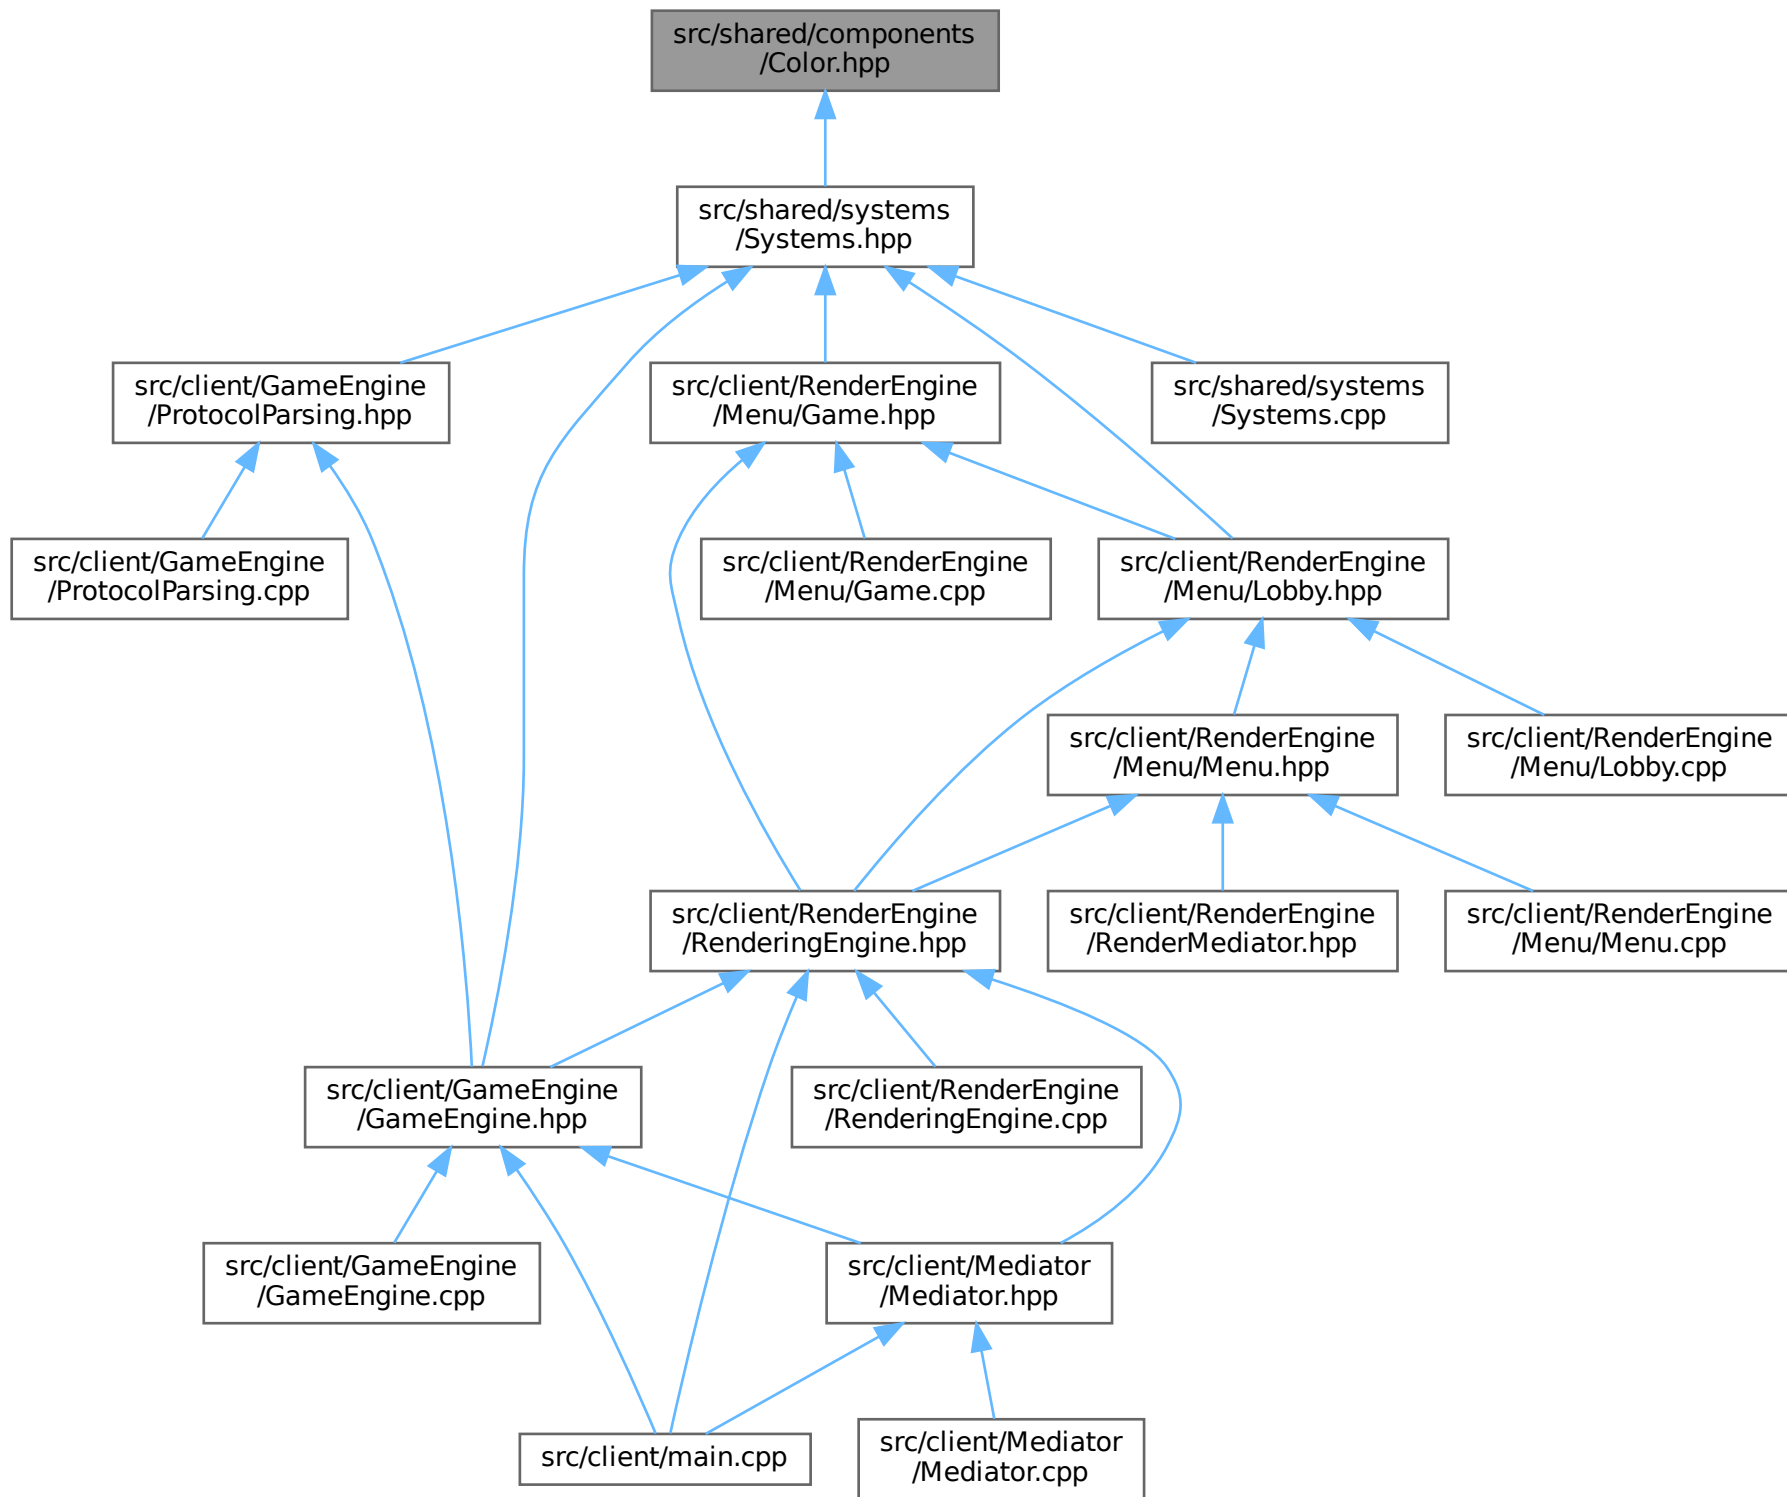 src/shared/components
/Color.hpp
src/shared/systems
/Systems.hpp
src/client/GameEngine
/ProtocolParsing.hpp
src/client/RenderEngine
/Menu/Game.hpp
src/shared/systems
/Systems.cpp
src/client/GameEngine
/ProtocolParsing.cpp
src/client/RenderEngine
/Menu/Game.cpp
src/client/RenderEngine
/Menu/Lobby.hpp
src/client/RenderEngine
/Menu/Menu.hpp
src/client/RenderEngine
/Menu/Lobby.cpp
src/client/RenderEngine
/RenderingEngine.hpp
src/client/RenderEngine
/RenderMediator.hpp
src/client/RenderEngine
/Menu/Menu.cpp
src/client/GameEngine
/GameEngine.hpp
src/client/RenderEngine
/RenderingEngine.cpp
src/client/GameEngine
/GameEngine.cpp
src/client/Mediator
/Mediator.hpp
src/client/main.cpp
src/client/Mediator
/Mediator.cpp